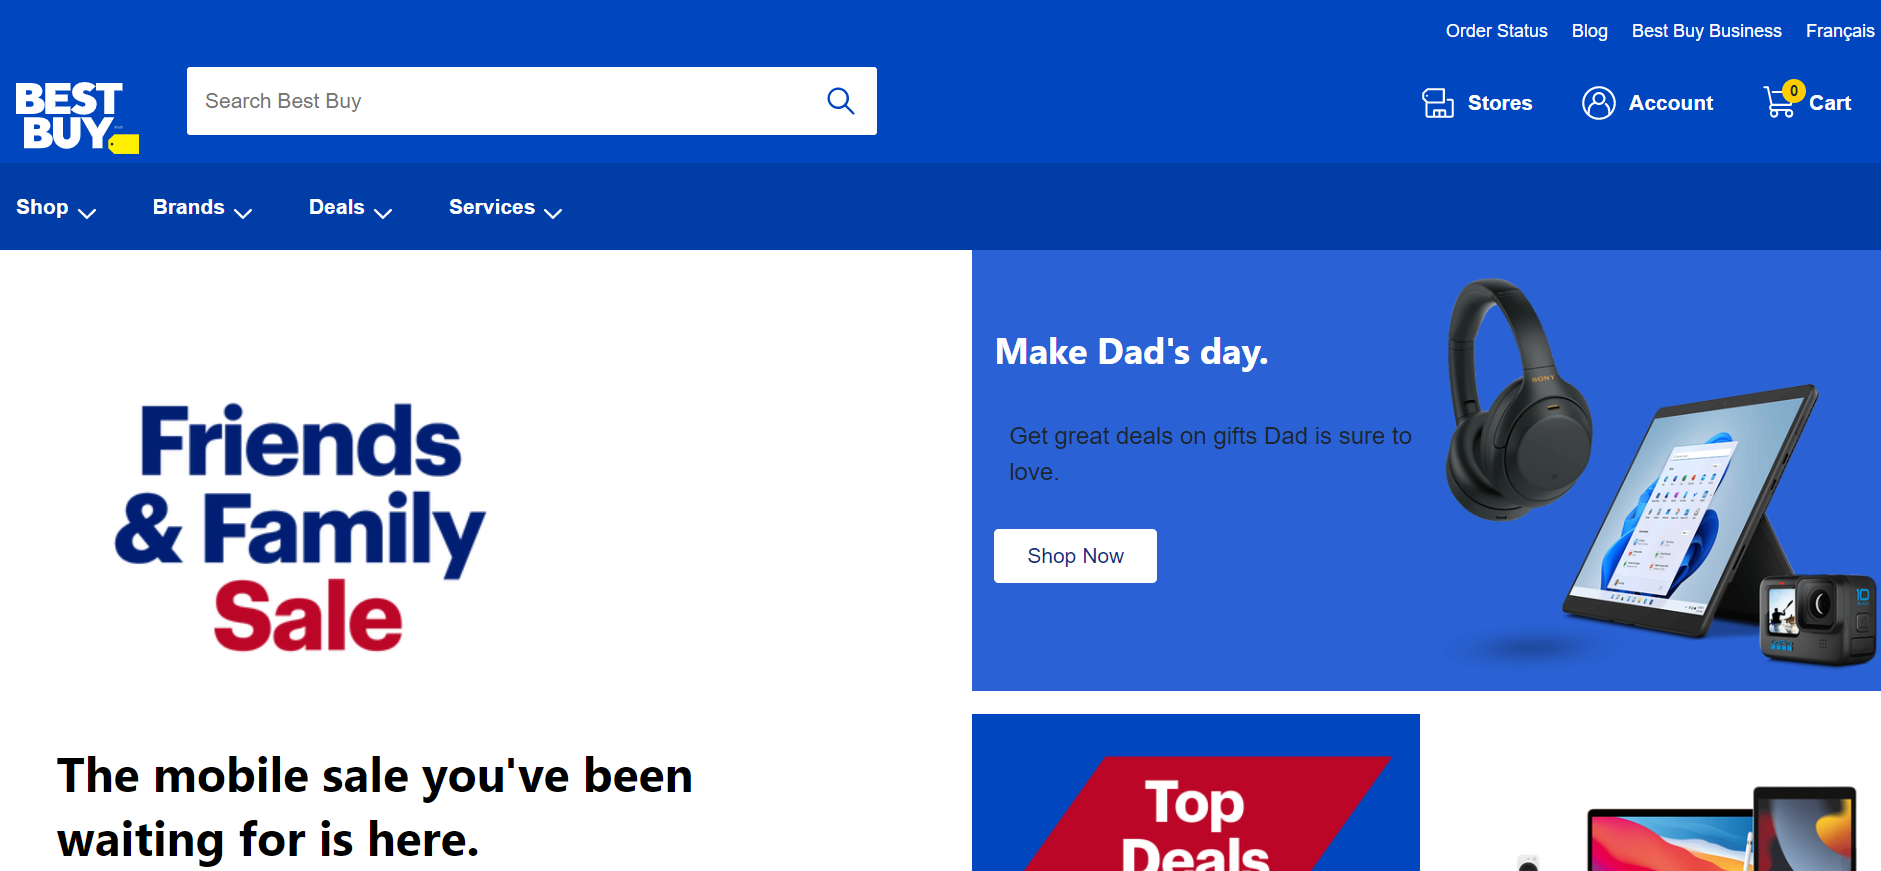 Order Status Blog Best Buy Business Français
BEST
BUY
Search Best Buy
Stores Account 0 Cart
Shop Brands Deals Services
Friends
& Family
Sale
Make Dad's day.
Get great deals on gifts Dad is sure to
love.
Shop Now
SONY
10
The mobile sale you've been
waiting for is here.
Top
Deals